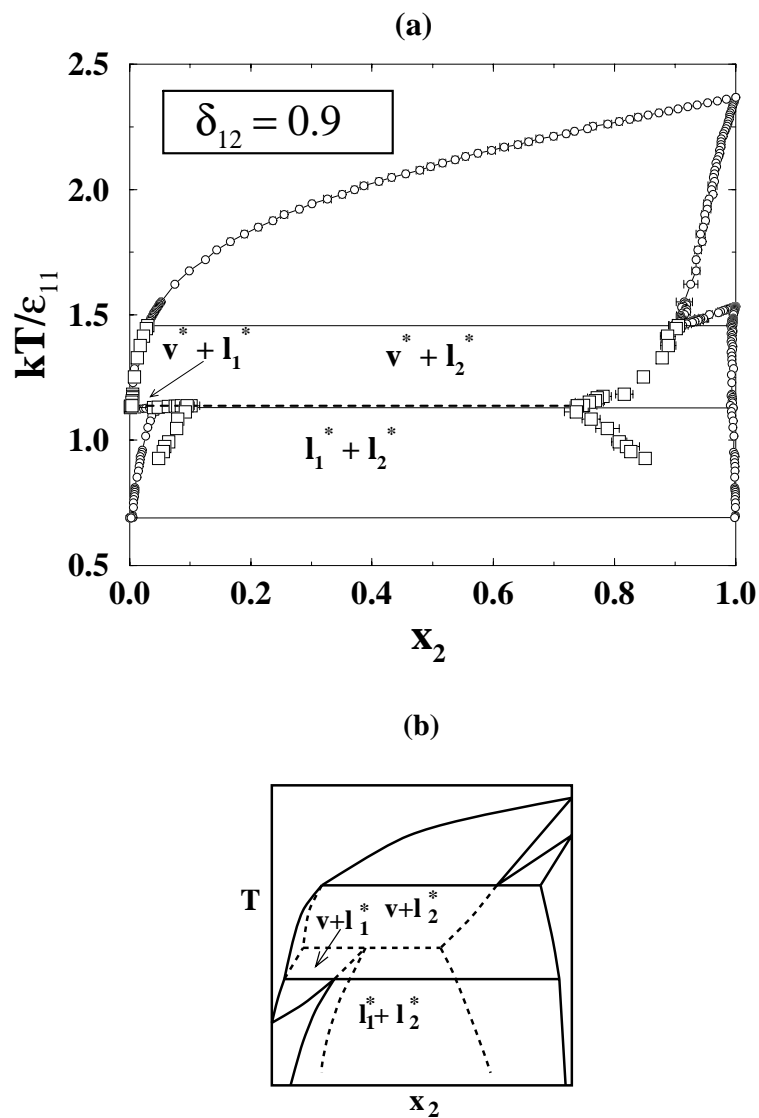 (a)
kT/ε₁₁
2.5
2.0
1.5
1.0
0.5
δ₁₂ = 0.9
v* + l₁*
v* + l₂*
l₁* + l₂*
0.0 0.2 0.4 0.6 0.8 1.0
x₂
(b)
T
v+l₁*
v+l₂*
l₁*+ l₂*
x₂